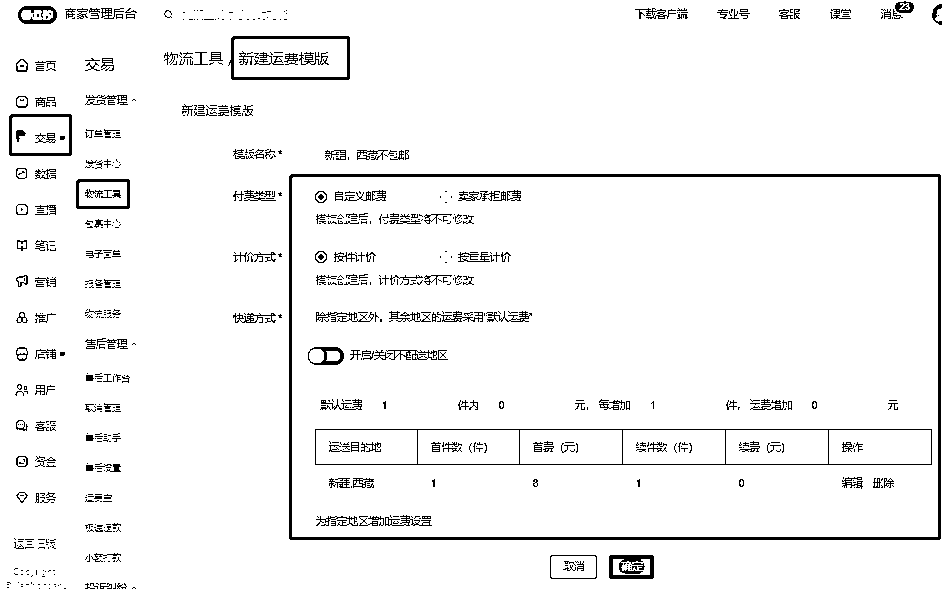 商家管理后台
下载客户端 专业号 客服 课堂 消息 23
物流工具 / 新建运费模版
首页
商品
交易
数据
直播
笔记
营销
推广
店铺
用户
客服
资金
服务
返回旧版
交易
发货管理
订单管理
发货中心
物流工具
包裹中心
电子面单
报备管理
物流服务
售后管理
售后工作台
取消管理
售后助手
售后设置
运费宝
极速退款
小额打款
投诉纠纷
新建运费模版
模版名称* 新疆，西藏不包邮
付费类型* 自定义邮费 卖家承担邮费
模版创建后，付费类型将不可修改
计价方式* 按件计价 按重量计价
模版创建后，计价方式将不可修改
快递方式* 除指定地区外，其余地区的运费采用"默认运费"
开启/关闭不配送地区
默认运费 1 件内 0 元，每增加 1 件，运费增加 0 元
运送目的地 首件数（件） 首费（元） 续件数（件） 续费（元） 操作
新疆,西藏 1 8 1 0 编辑 删除
为指定地区增加运费设置
取消 确定